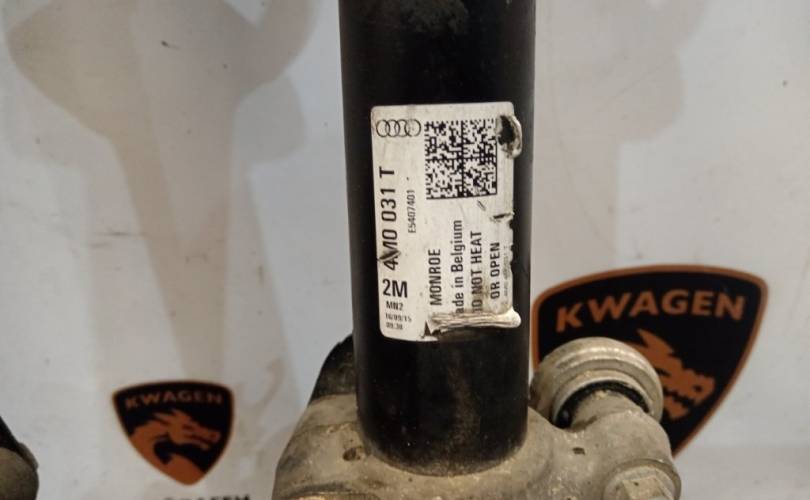 4M0 031 T
E5407401
2M
MN2
16/09/15
09:38
MONROE
ade in Belgium
O NOT HEAT
OR OPEN
KWAGEN
KWAGEN